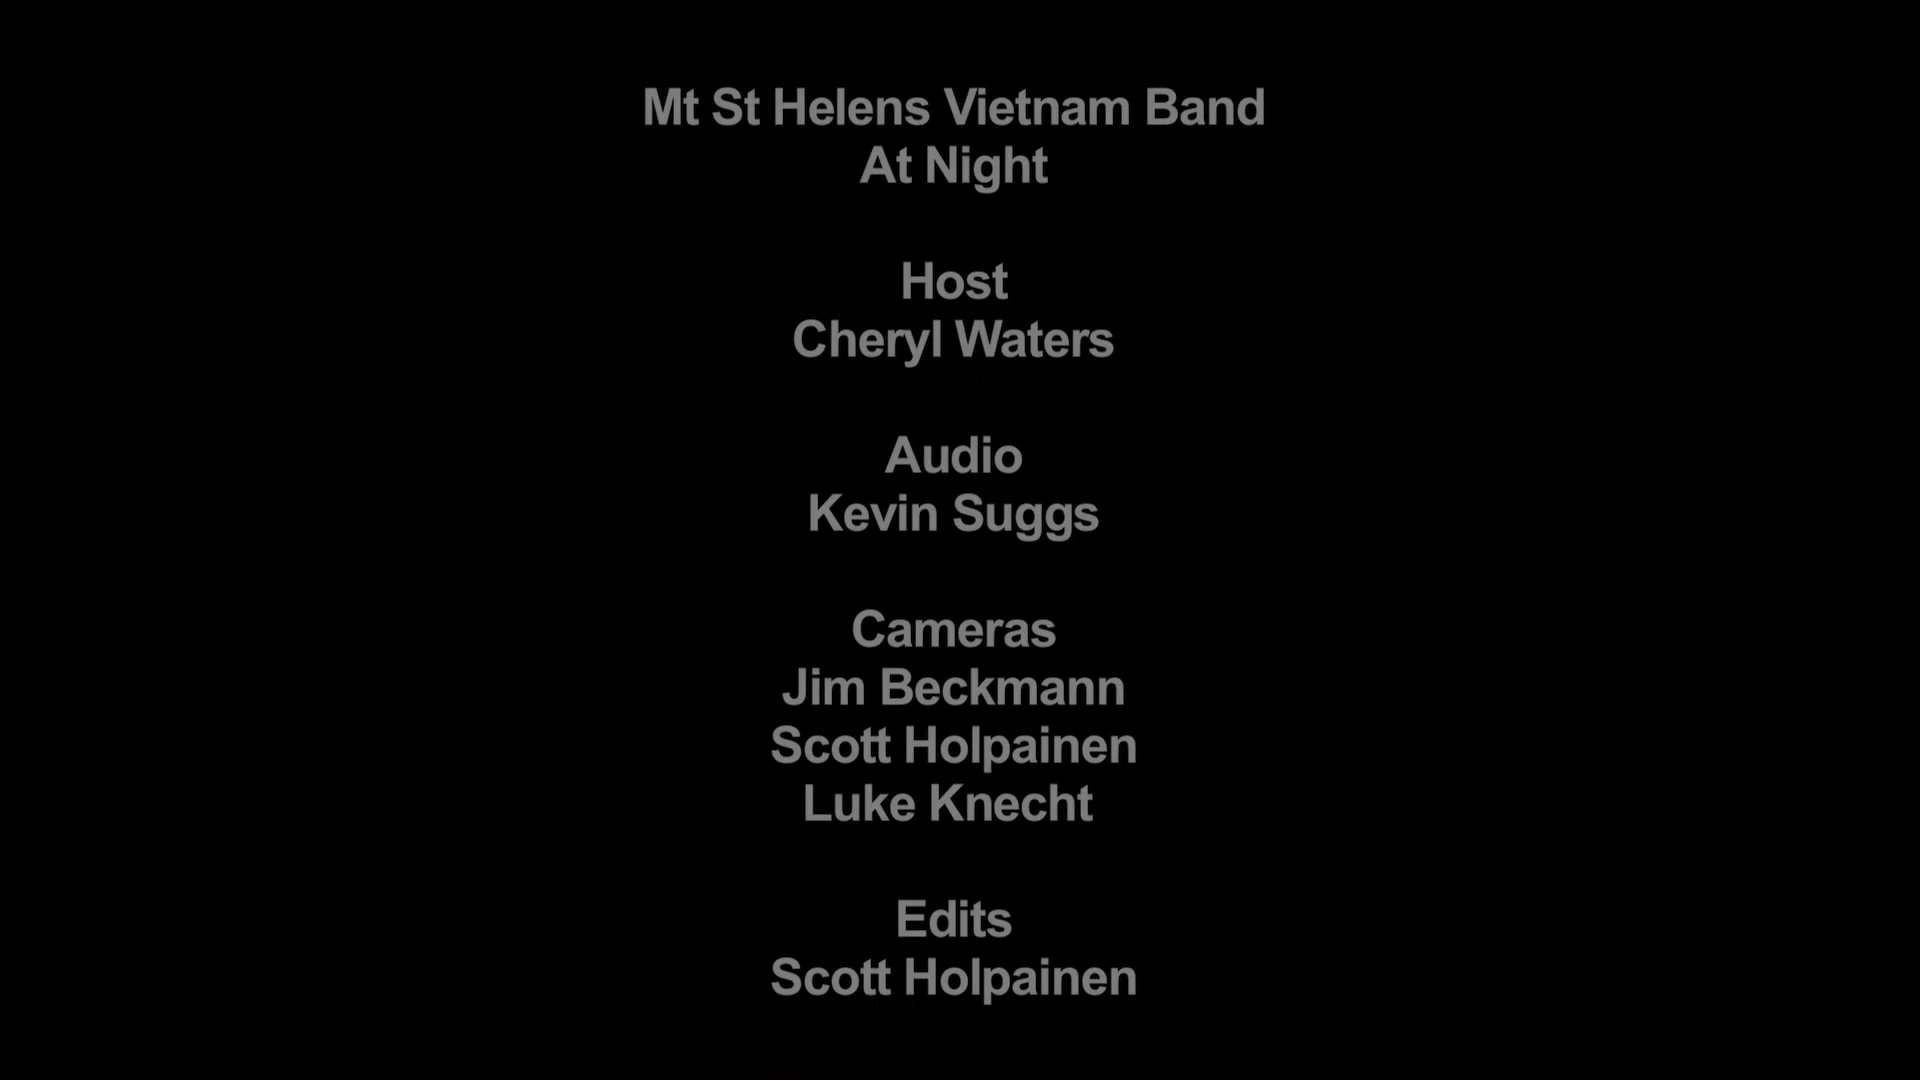 Mt St Helens Vietnam Band
At Night
Host
Cheryl Waters
Audio
Kevin Suggs
Cameras
Jim Beckmann
Scott Holpainen
Luke Knecht
Edits
Scott Holpainen